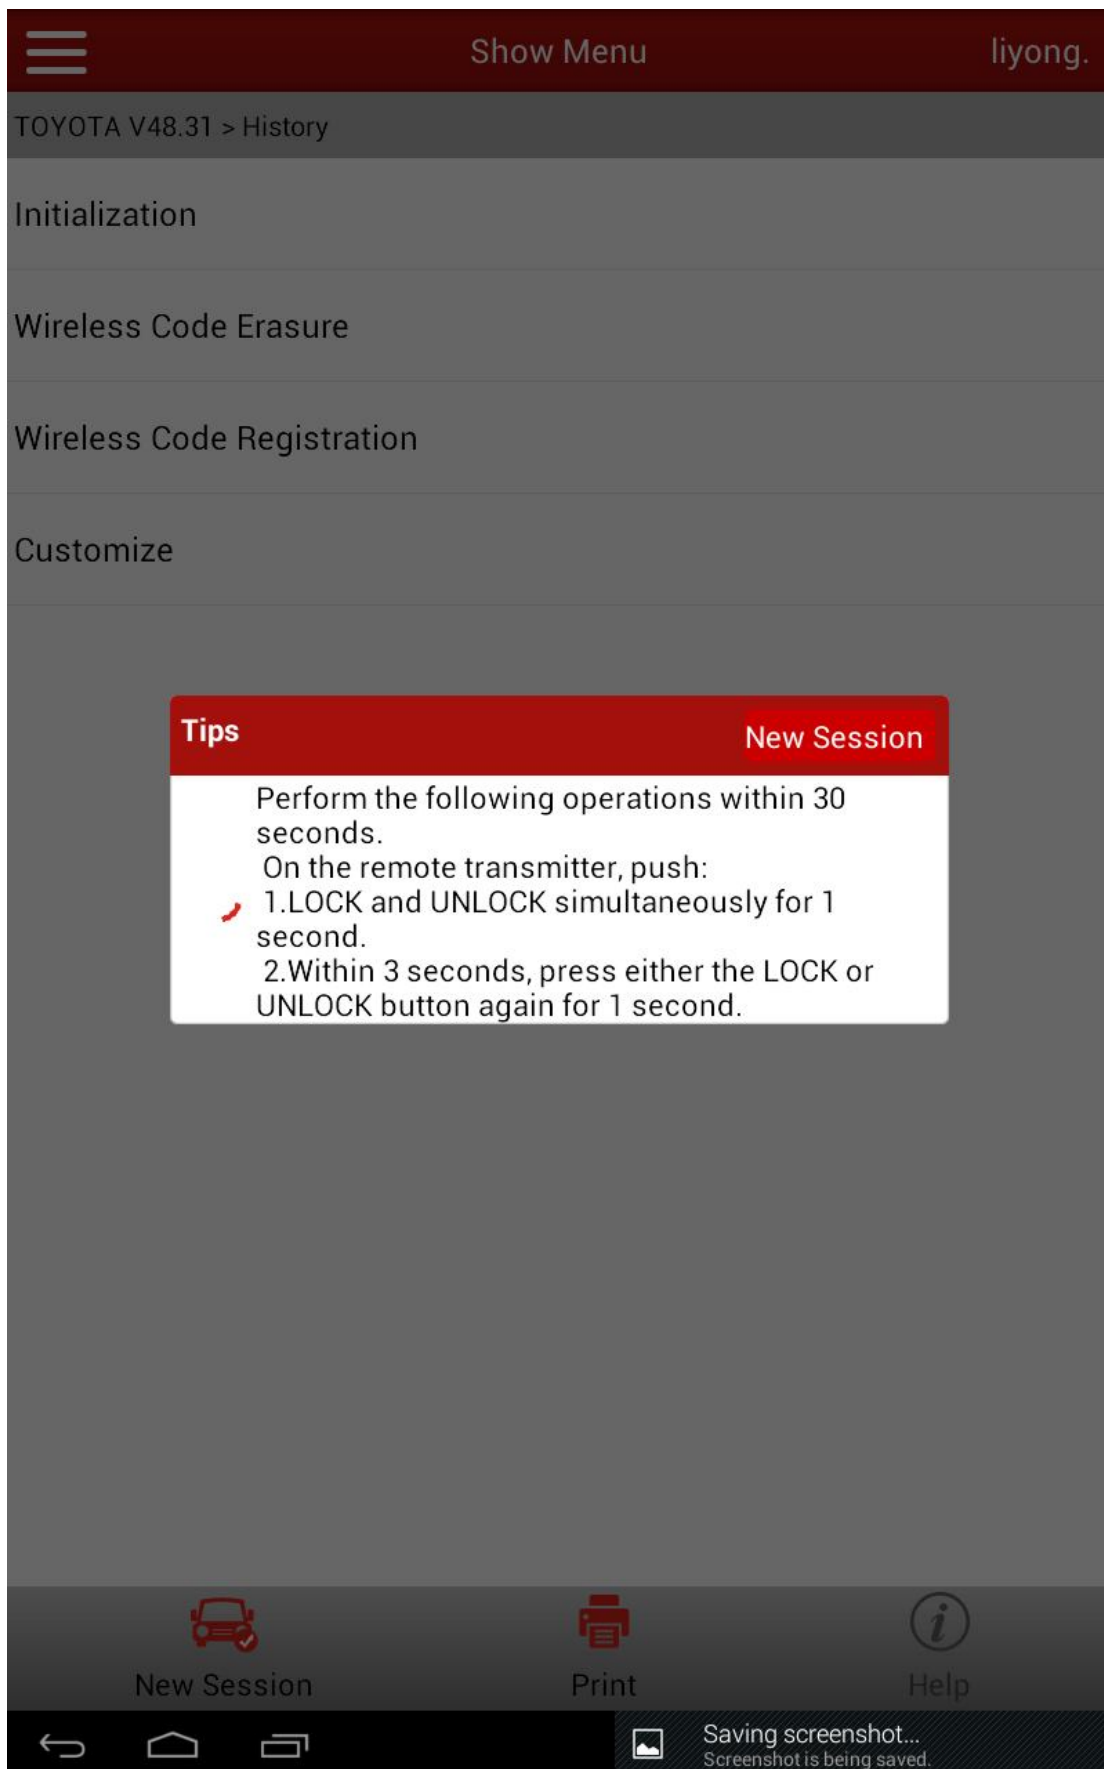 Show Menu liyong.
TOYOTA V48.31 > History
Initialization
Wireless Code Erasure
Wireless Code Registration
Customize
Tips New Session
Perform the following operations within 30
seconds.
On the remote transmitter, push:
1.LOCK and UNLOCK simultaneously for 1
second.
2.Within 3 seconds, press either the LOCK or
UNLOCK button again for 1 second.
New Session Print Help
Saving screenshot...
Screenshot is being saved.